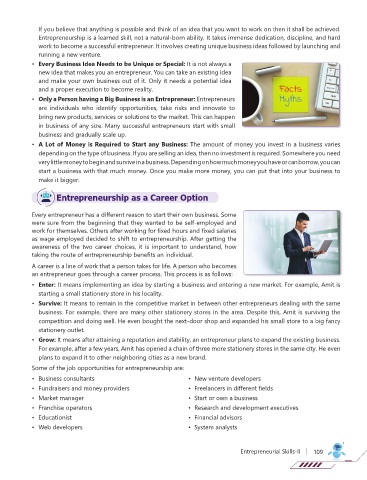 If you believe that anything is possible and think of an idea that you want to work on then it shall be achieved.
Entrepreneurship is a learned skill, not a natural-born ability. It takes immense dedication, discipline, and hard
work to become a successful entrepreneur. It involves creating unique business ideas followed by launching and
running a new venture.
• Every Business Idea Needs to be Unique or Special: It is not always a
new idea that makes you an entrepreneur. You can take an existing idea
and make your own business out of it. Only it needs a potential idea
and a proper execution to become reality.
Facts
Myths
• Only a Person having a Big Business is an Entrepreneur: Entrepreneurs
are individuals who identify opportunities, take risks and innovate to
bring new products, services or solutions to the market. This can happen
in business of any size. Many successful entrepreneurs start with small
business and gradually scale up.
• A Lot of Money is Required to Start any Business: The amount of money you invest in a business varies
depending on the type of business. If you are selling an idea, then no investment is required. Somewhere you need
very little money to begin and survive in a business. Depending on how much money you have or can borrow, you can
start a business with that much money. Once you make more money, you can put that into your business to
make it bigger.
Entrepreneurship as a Career Option
Every entrepreneur has a different reason to start their own business. Some
were sure from the beginning that they wanted to be self-employed and
work for themselves. Others after working for fixed hours and fixed salaries
as wage employed decided to shift to entrepreneurship. After getting the
awareness of the two career choices, it is important to understand, how
taking the route of entrepreneurship benefits an individual.
A career is a line of work that a person takes for life. A person who becomes
an entrepreneur goes through a career process. This process is as follows:
• Enter: It means implementing an idea by starting a business and entering a new market. For example, Amit is
starting a small stationery store in his locality.
• Survive: It means to remain in the competitive market in between other entrepreneurs dealing with the same
business. For example, there are many other stationery stores in the area. Despite this, Amit is surviving the
competition and doing well. He even bought the next-door shop and expanded his small store to a big fancy
stationery outlet.
• Grow: It means after attaining a reputation and stability, an entrepreneur plans to expand the existing business.
For example, after a few years, Amit has opened a chain of three more stationery stores in the same city. He even
plans to expand it to other neighboring cities as a new brand.
Some of the job opportunities for entrepreneurship are:
• Business consultants
• New venture developers
• Fundraisers and money providers
• Freelancers in different fields
• Market manager
• Start or own a business
• Franchise operators
• Research and development executives
• Educationist
• Financial advisors
• Web developers
• System analysts
Entrepreneurial Skills-II | 109